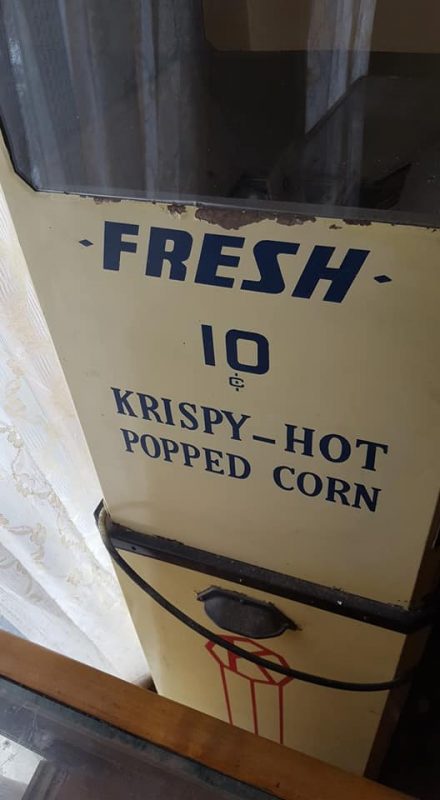 FRESH
10
¢
KRISPY-HOT
POPPED CORN
K